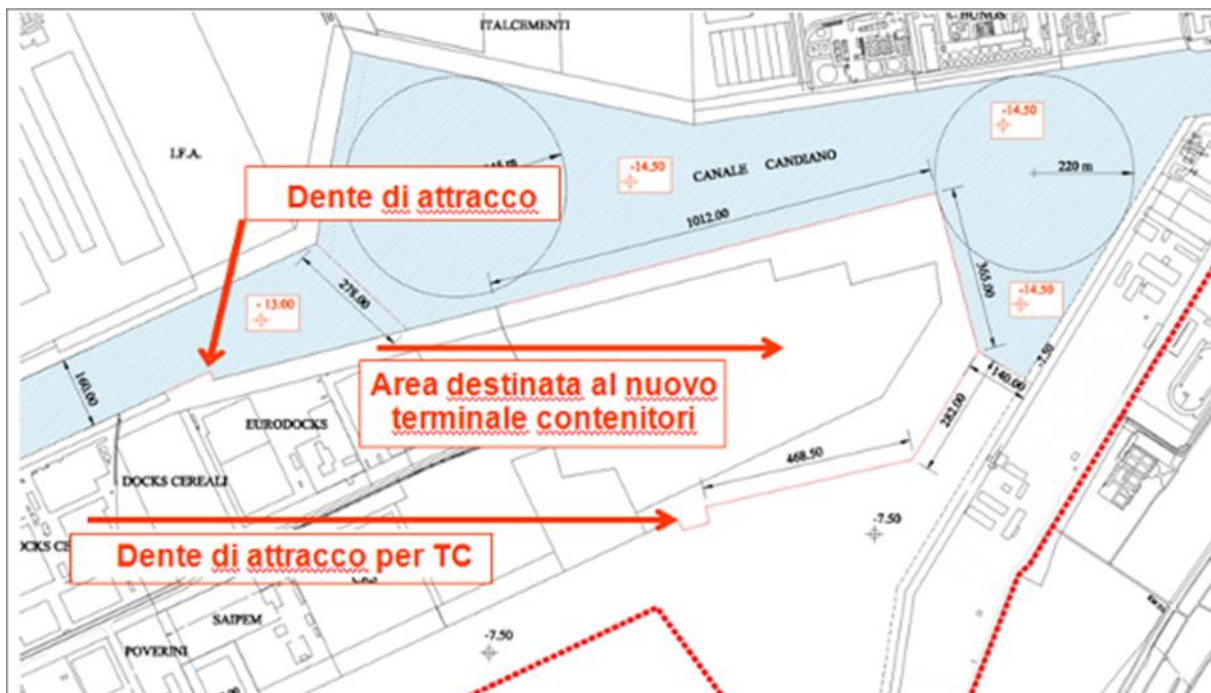 ITALCEMENTI
I.F.A.
-14.50
-14.50
220 m
CANALE CANDIANO
Dente di attracco
1012.00
278.00
- 13.00
365.00
-14.50
160.00
Area destinata al nuovo
terminale contenitori
140.00
-7.50
282.00
EURODOCKS
468.50
DOCKS CEREALI
-7.50
Dente di attracco per TC
SAIPEM
-7.50
POVERINI